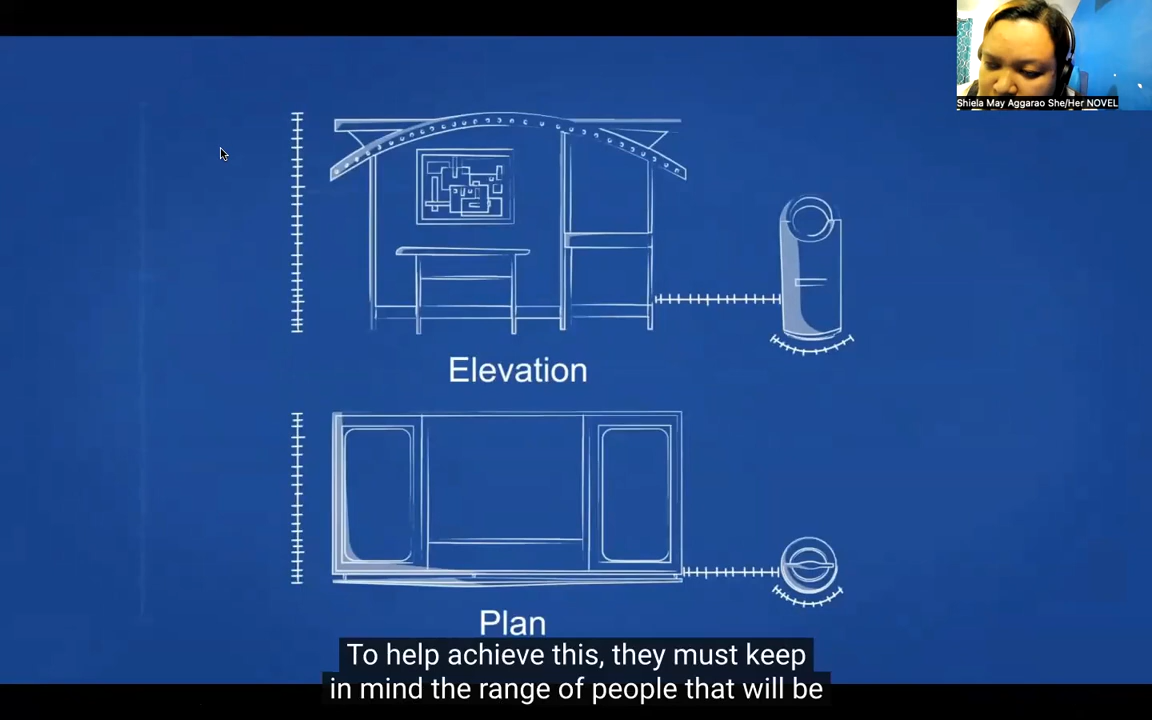 Shiela May Aggarao She/Her NOVEL
Elevation
Plan
To help achieve this, they must keep
in mind the range of people that will be